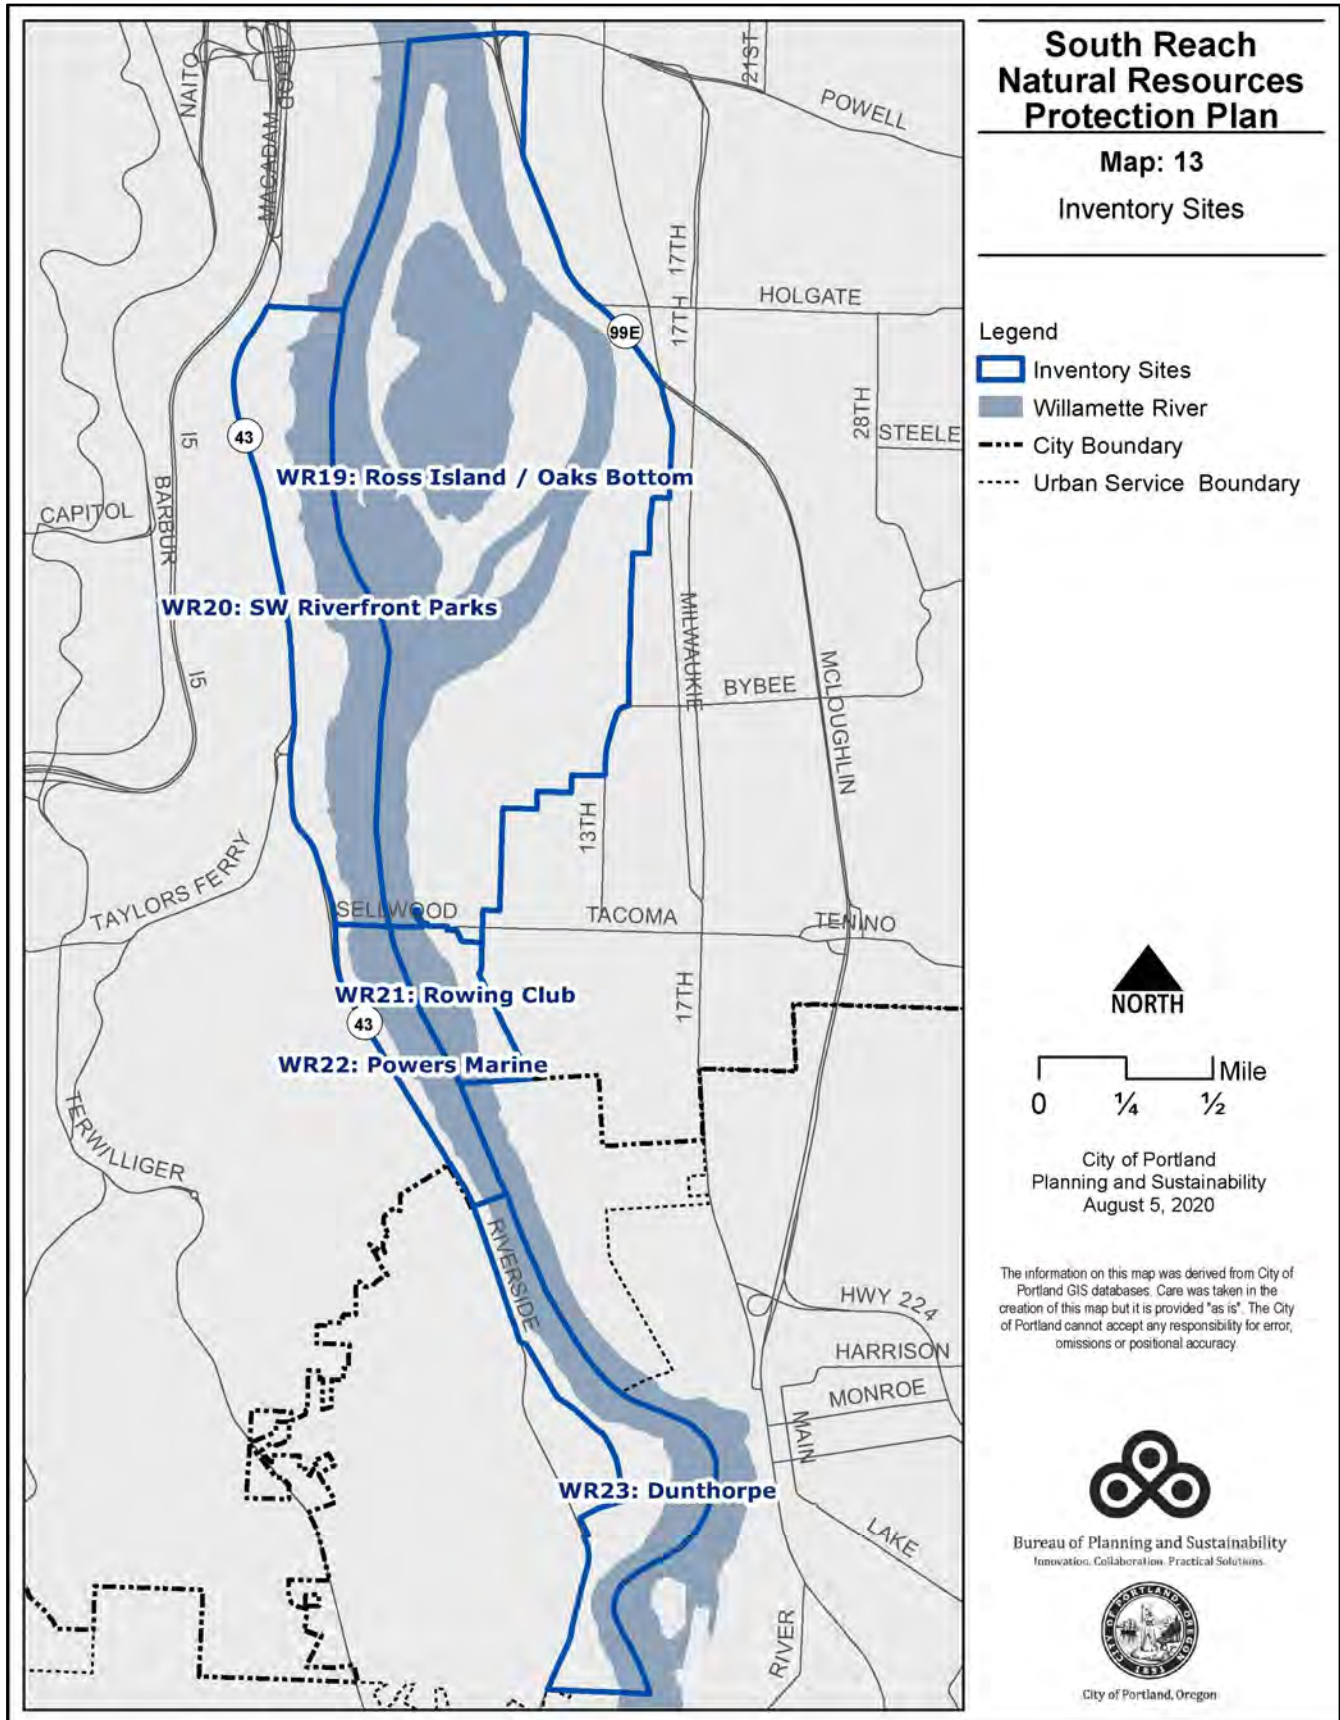 South Reach
Natural Resources
Protection Plan
Map: 13
Inventory Sites
Legend
Inventory Sites
Willamette River
City Boundary
Urban Service Boundary
NORTH
Mile
0 ¼ ½
City of Portland
Planning and Sustainability
August 5, 2020
The information on this map was derived from City of
Portland GIS databases. Care was taken in the
creation of this map but it is provided "as is". The City
of Portland cannot accept any responsibility for error,
omissions or positional accuracy.
Bureau of Planning and Sustainability
Innovation. Collaboration. Practical Solutions.
CITY OF PORTLAND, OREGON
1851
City of Portland, Oregon
NAITO
HOOD
MACADAM
21ST
POWELL
17TH
17TH
17TH
HOLGATE
99E
28TH
STEELE
43
I5
BARBUR
CAPITOL
WR19: Ross Island / Oaks Bottom
WR20: SW Riverfront Parks
I5
MILWAUKIE
BYBEE
MCLOUGHLIN
13TH
TAYLORS FERRY
SELLWOOD
TACOMA
TENINO
WR21: Rowing Club
43
17TH
WR22: Powers Marine
TERWILLIGER
RIVERSIDE
HWY 224
HARRISON
MONROE
MAIN
WR23: Dunthorpe
LAKE
RIVER